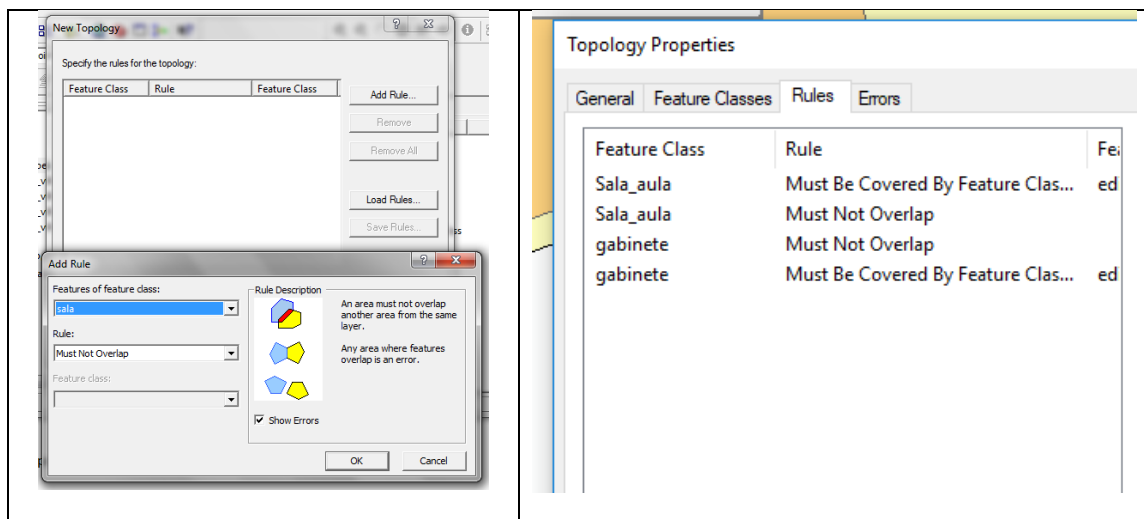 New Topology
Specify the rules for the topology:
Feature Class Rule Feature Class
Add Rule...
Remove
Remove All
Load Rules...
Save Rules...
Add Rule
Features of feature class:
sala
Rule:
Must Not Overlap
Feature class:
Rule Description
An area must not overlap
another area from the same
layer.
Any area where features
overlap is an error.
Show Errors
OK Cancel
Topology Properties
General Feature Classes Rules Errors
Feature Class Rule Fea
Sala_aula Must Be Covered By Feature Clas... ed
Sala_aula Must Not Overlap
gabinete Must Not Overlap
gabinete Must Be Covered By Feature Clas... ed